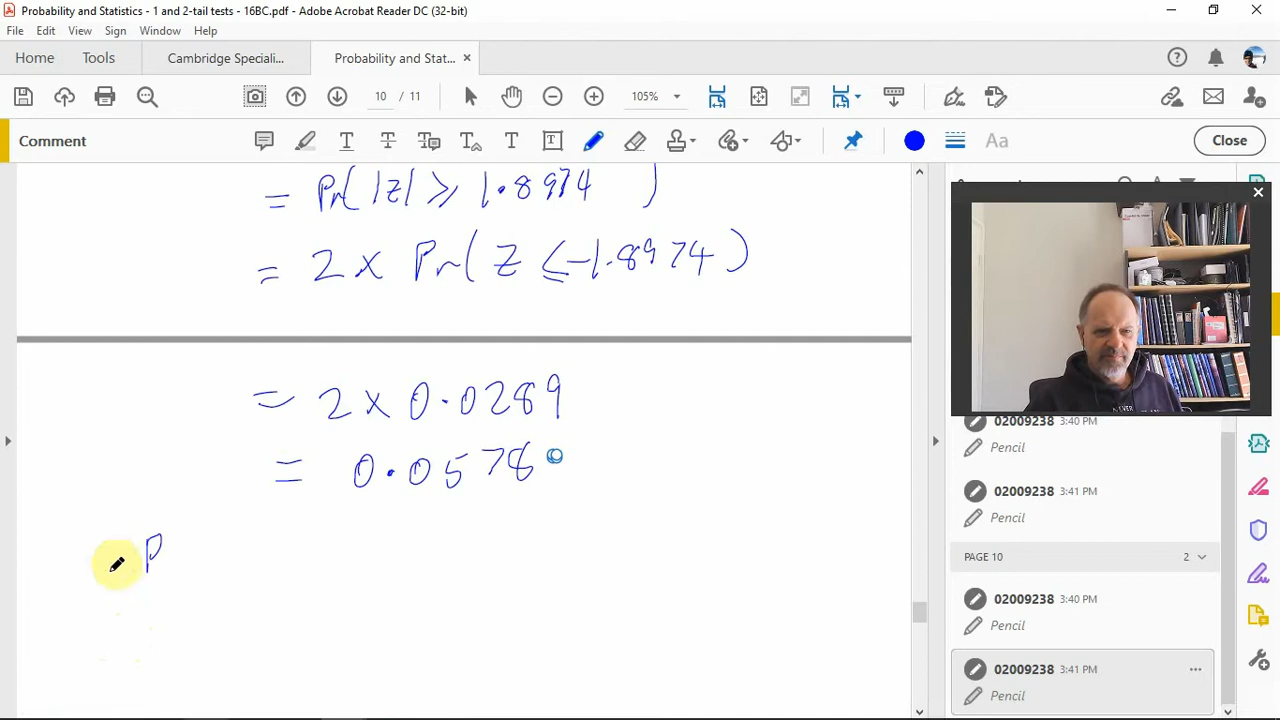 Probability and Statistics - 1 and 2-tail tests - 16BC.pdf - Adobe Acrobat Reader DC (32-bit)
File Edit View Sign Window Help
Home Tools Cambridge Speciali... Probability and Stat... ×
10 / 11 105%
Comment Close
= Pr(|Z| ≥ 1.8974 )
= 2 x Pr( Z ≤ -1.8974 )
= 2 x 0.0289
= 0.0578
P
02009238 3:40 PM
Pencil
02009238 3:41 PM
Pencil
PAGE 10 2
02009238 3:40 PM
Pencil
02009238 3:41 PM ...
Pencil